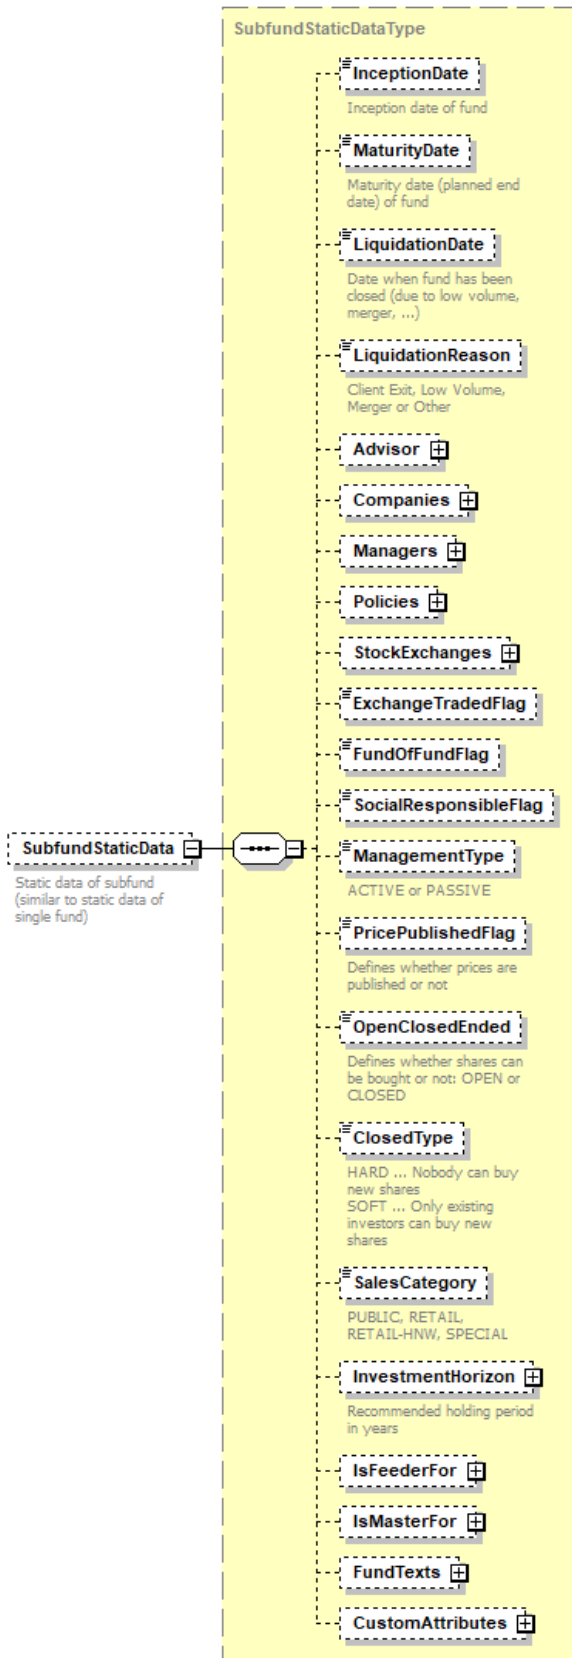 SubfundStaticDataType
InceptionDate
Inception date of fund
MaturityDate
Maturity date (planned end
date) of fund
LiquidationDate
Date when fund has been
closed (due to low volume,
merger, ...)
LiquidationReason
Client Exit, Low Volume,
Merger or Other
Advisor
Companies
Managers
Policies
StockExchanges
ExchangeTradedFlag
FundOfFundFlag
SocialResponsibleFlag
SubfundStaticData
Static data of subfund
(similar to static data of
single fund)
ManagementType
ACTIVE or PASSIVE
PricePublishedFlag
Defines whether prices are
published or not
OpenClosedEnded
Defines whether shares can
be bought or not: OPEN or
CLOSED
ClosedType
HARD ... Nobody can buy
new shares
SOFT ... Only existing
investors can buy new
shares
SalesCategory
PUBLIC, RETAIL,
RETAIL-HNW, SPECIAL
InvestmentHorizon
Recommended holding period
in years
IsFeederFor
IsMasterFor
FundTexts
CustomAttributes